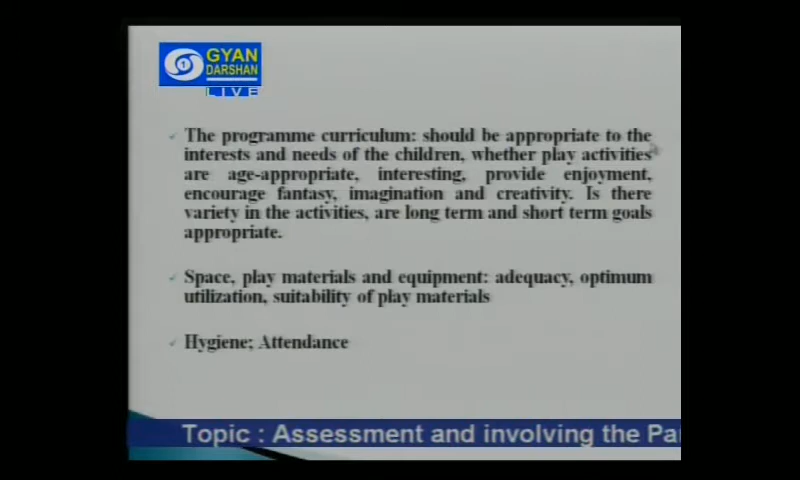 GYAN
DARSHAN
LIVE
The programme curriculum: should be appropriate to the
interests and needs of the children, whether play activities
are age-appropriate, interesting, provide enjoyment,
encourage fantasy, imagination and creativity. Is there
variety in the activities, are long term and short term goals
appropriate.
Space, play materials and equipment: adequacy, optimum
utilization, suitability of play materials
Hygiene; Attendance
Topic : Assessment and involving the